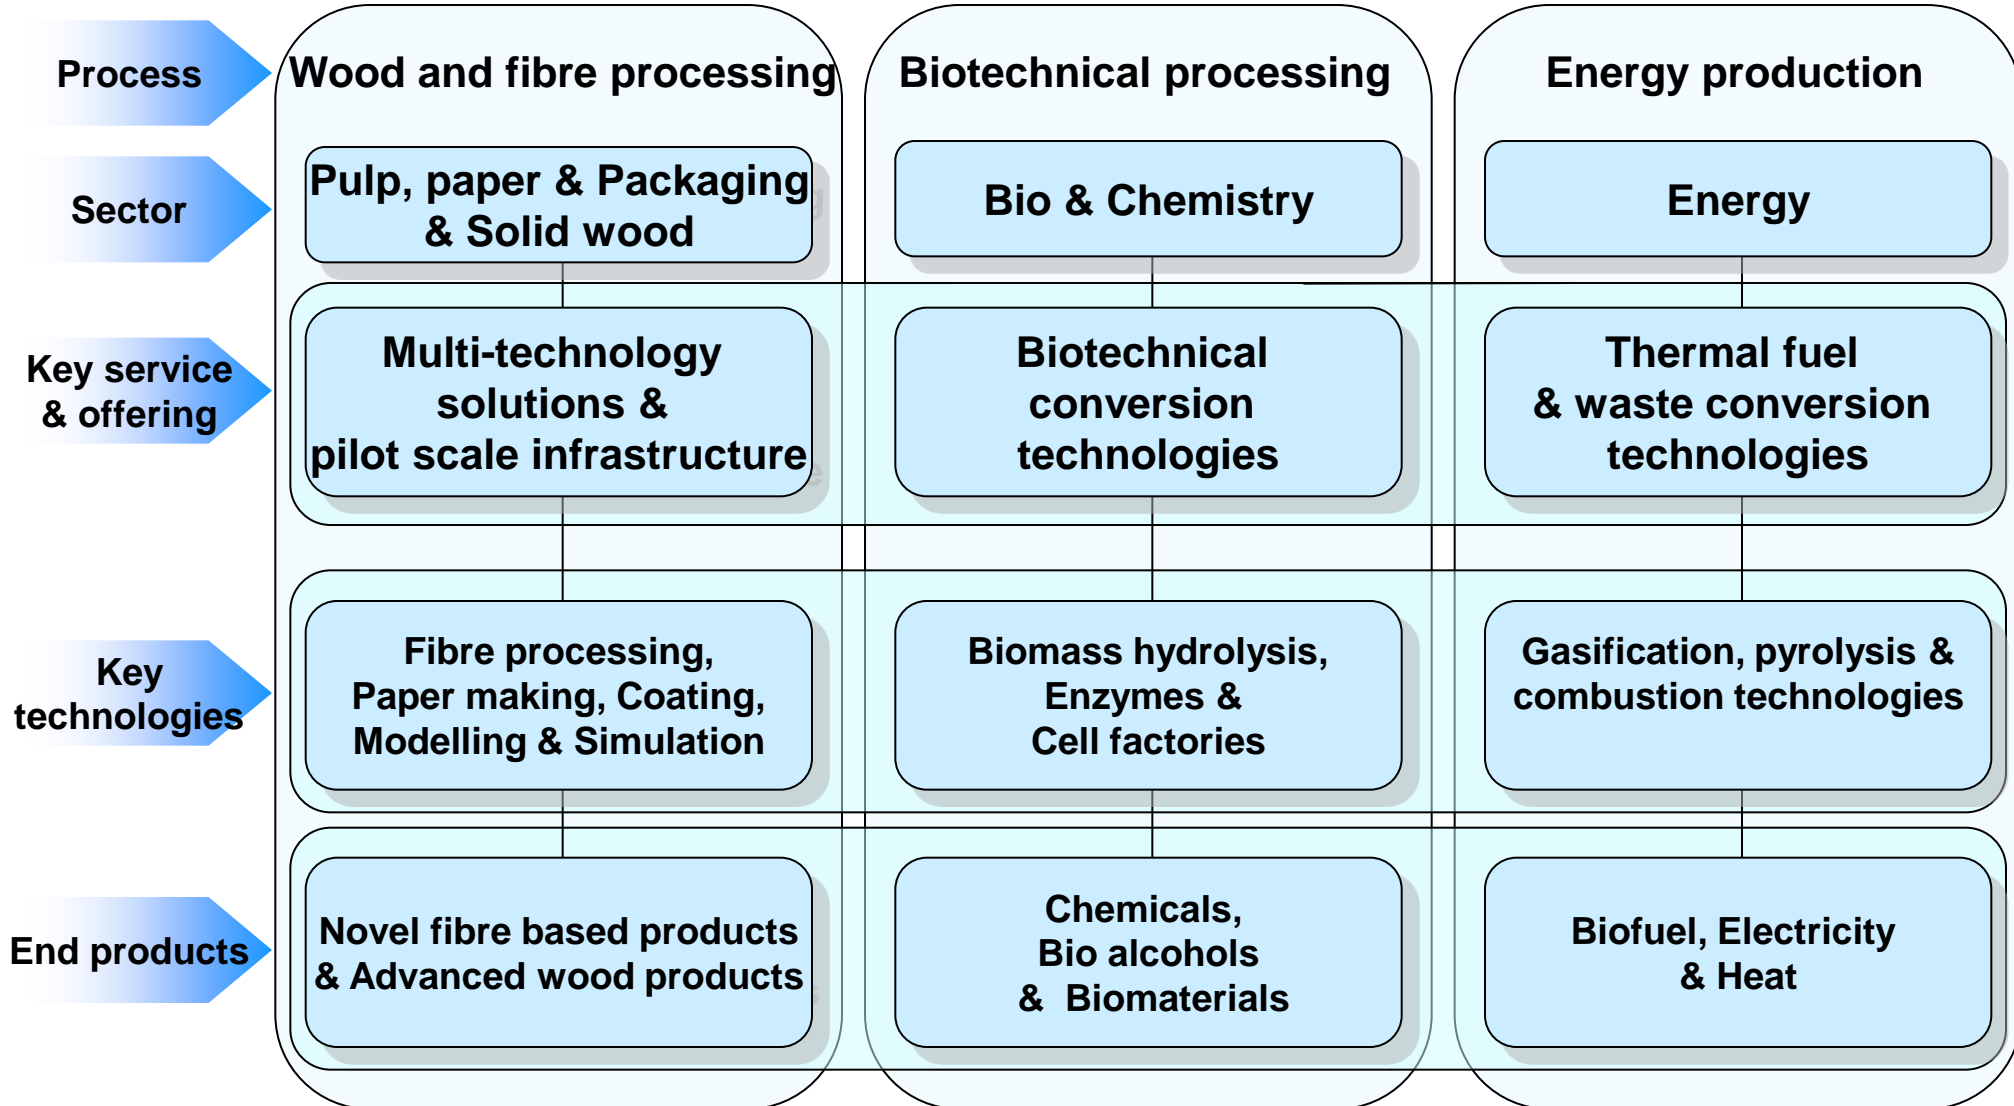 Process
Wood and fibre processing
Biotechnical processing
Energy production
Sector
Pulp, paper & Packaging
& Solid wood
Bio & Chemistry
Energy
Key service
& offering
Multi-technology
solutions &
pilot scale infrastructure
Biotechnical
conversion
technologies
Thermal fuel
& waste conversion
technologies
Key
technologies
Fibre processing,
Paper making, Coating,
Modelling & Simulation
Biomass hydrolysis,
Enzymes &
Cell factories
Gasification, pyrolysis &
combustion technologies
End products
Novel fibre based products
& Advanced wood products
Chemicals,
Bio alcohols
& Biomaterials
Biofuel, Electricity
& Heat